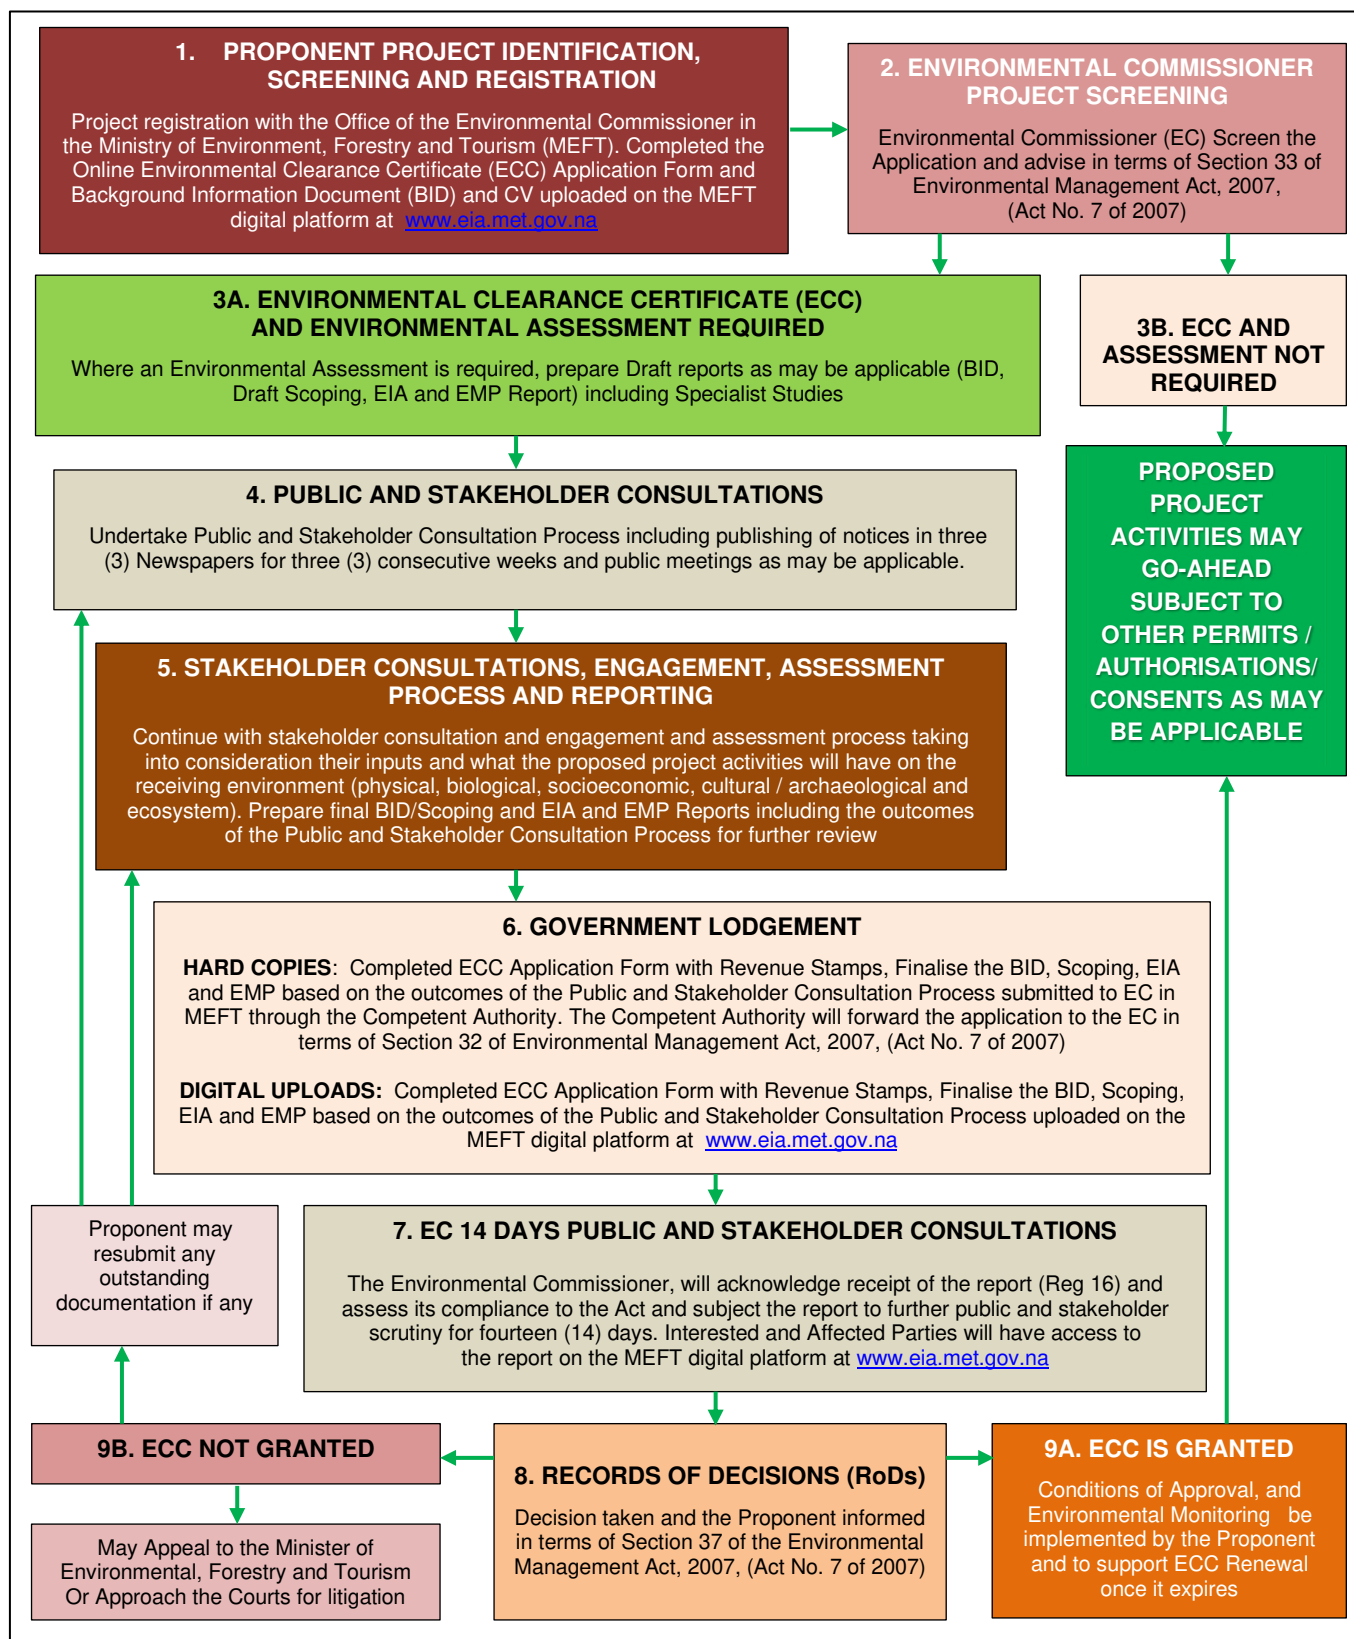 1. PROPONENT PROJECT IDENTIFICATION,
SCREENING AND REGISTRATION
Project registration with the Office of the Environmental Commissioner in
the Ministry of Environment, Forestry and Tourism (MEFT). Completed the
Online Environmental Clearance Certificate (ECC) Application Form and
Background Information Document (BID) and CV uploaded on the MEFT
digital platform at www.eia.met.gov.na
2. ENVIRONMENTAL COMMISSIONER
PROJECT SCREENING
Environmental Commissioner (EC) Screen the
Application and advise in terms of Section 33 of
Environmental Management Act, 2007,
(Act No. 7 of 2007)
3A. ENVIRONMENTAL CLEARANCE CERTIFICATE (ECC)
AND ENVIRONMENTAL ASSESSMENT REQUIRED
Where an Environmental Assessment is required, prepare Draft reports as may be applicable (BID,
Draft Scoping, EIA and EMP Report) including Specialist Studies
3B. ECC AND
ASSESSMENT NOT
REQUIRED
4. PUBLIC AND STAKEHOLDER CONSULTATIONS
Undertake Public and Stakeholder Consultation Process including publishing of notices in three
(3) Newspapers for three (3) consecutive weeks and public meetings as may be applicable.
PROPOSED
PROJECT
ACTIVITIES MAY
GO-AHEAD
SUBJECT TO
OTHER PERMITS /
AUTHORISATIONS/
CONSENTS AS MAY
BE APPLICABLE
5. STAKEHOLDER CONSULTATIONS, ENGAGEMENT, ASSESSMENT
PROCESS AND REPORTING
Continue with stakeholder consultation and engagement and assessment process taking
into consideration their inputs and what the proposed project activities will have on the
receiving environment (physical, biological, socioeconomic, cultural / archaeological and
ecosystem). Prepare final BID/Scoping and EIA and EMP Reports including the outcomes
of the Public and Stakeholder Consultation Process for further review
6. GOVERNMENT LODGEMENT
HARD COPIES: Completed ECC Application Form with Revenue Stamps, Finalise the BID, Scoping, EIA
and EMP based on the outcomes of the Public and Stakeholder Consultation Process submitted to EC in
MEFT through the Competent Authority. The Competent Authority will forward the application to the EC in
terms of Section 32 of Environmental Management Act, 2007, (Act No. 7 of 2007)
DIGITAL UPLOADS: Completed ECC Application Form with Revenue Stamps, Finalise the BID, Scoping,
EIA and EMP based on the outcomes of the Public and Stakeholder Consultation Process uploaded on the
MEFT digital platform at www.eia.met.gov.na
Proponent may
resubmit any
outstanding
documentation if any
7. EC 14 DAYS PUBLIC AND STAKEHOLDER CONSULTATIONS
The Environmental Commissioner, will acknowledge receipt of the report (Reg 16) and
assess its compliance to the Act and subject the report to further public and stakeholder
scrutiny for fourteen (14) days. Interested and Affected Parties will have access to
the report on the MEFT digital platform at www.eia.met.gov.na
9B. ECC NOT GRANTED
May Appeal to the Minister of
Environmental, Forestry and Tourism
Or Approach the Courts for litigation
8. RECORDS OF DECISIONS (RoDs)
Decision taken and the Proponent informed
in terms of Section 37 of the Environmental
Management Act, 2007, (Act No. 7 of 2007)
9A. ECC IS GRANTED
Conditions of Approval, and
Environmental Monitoring be
implemented by the Proponent
and to support ECC Renewal
once it expires